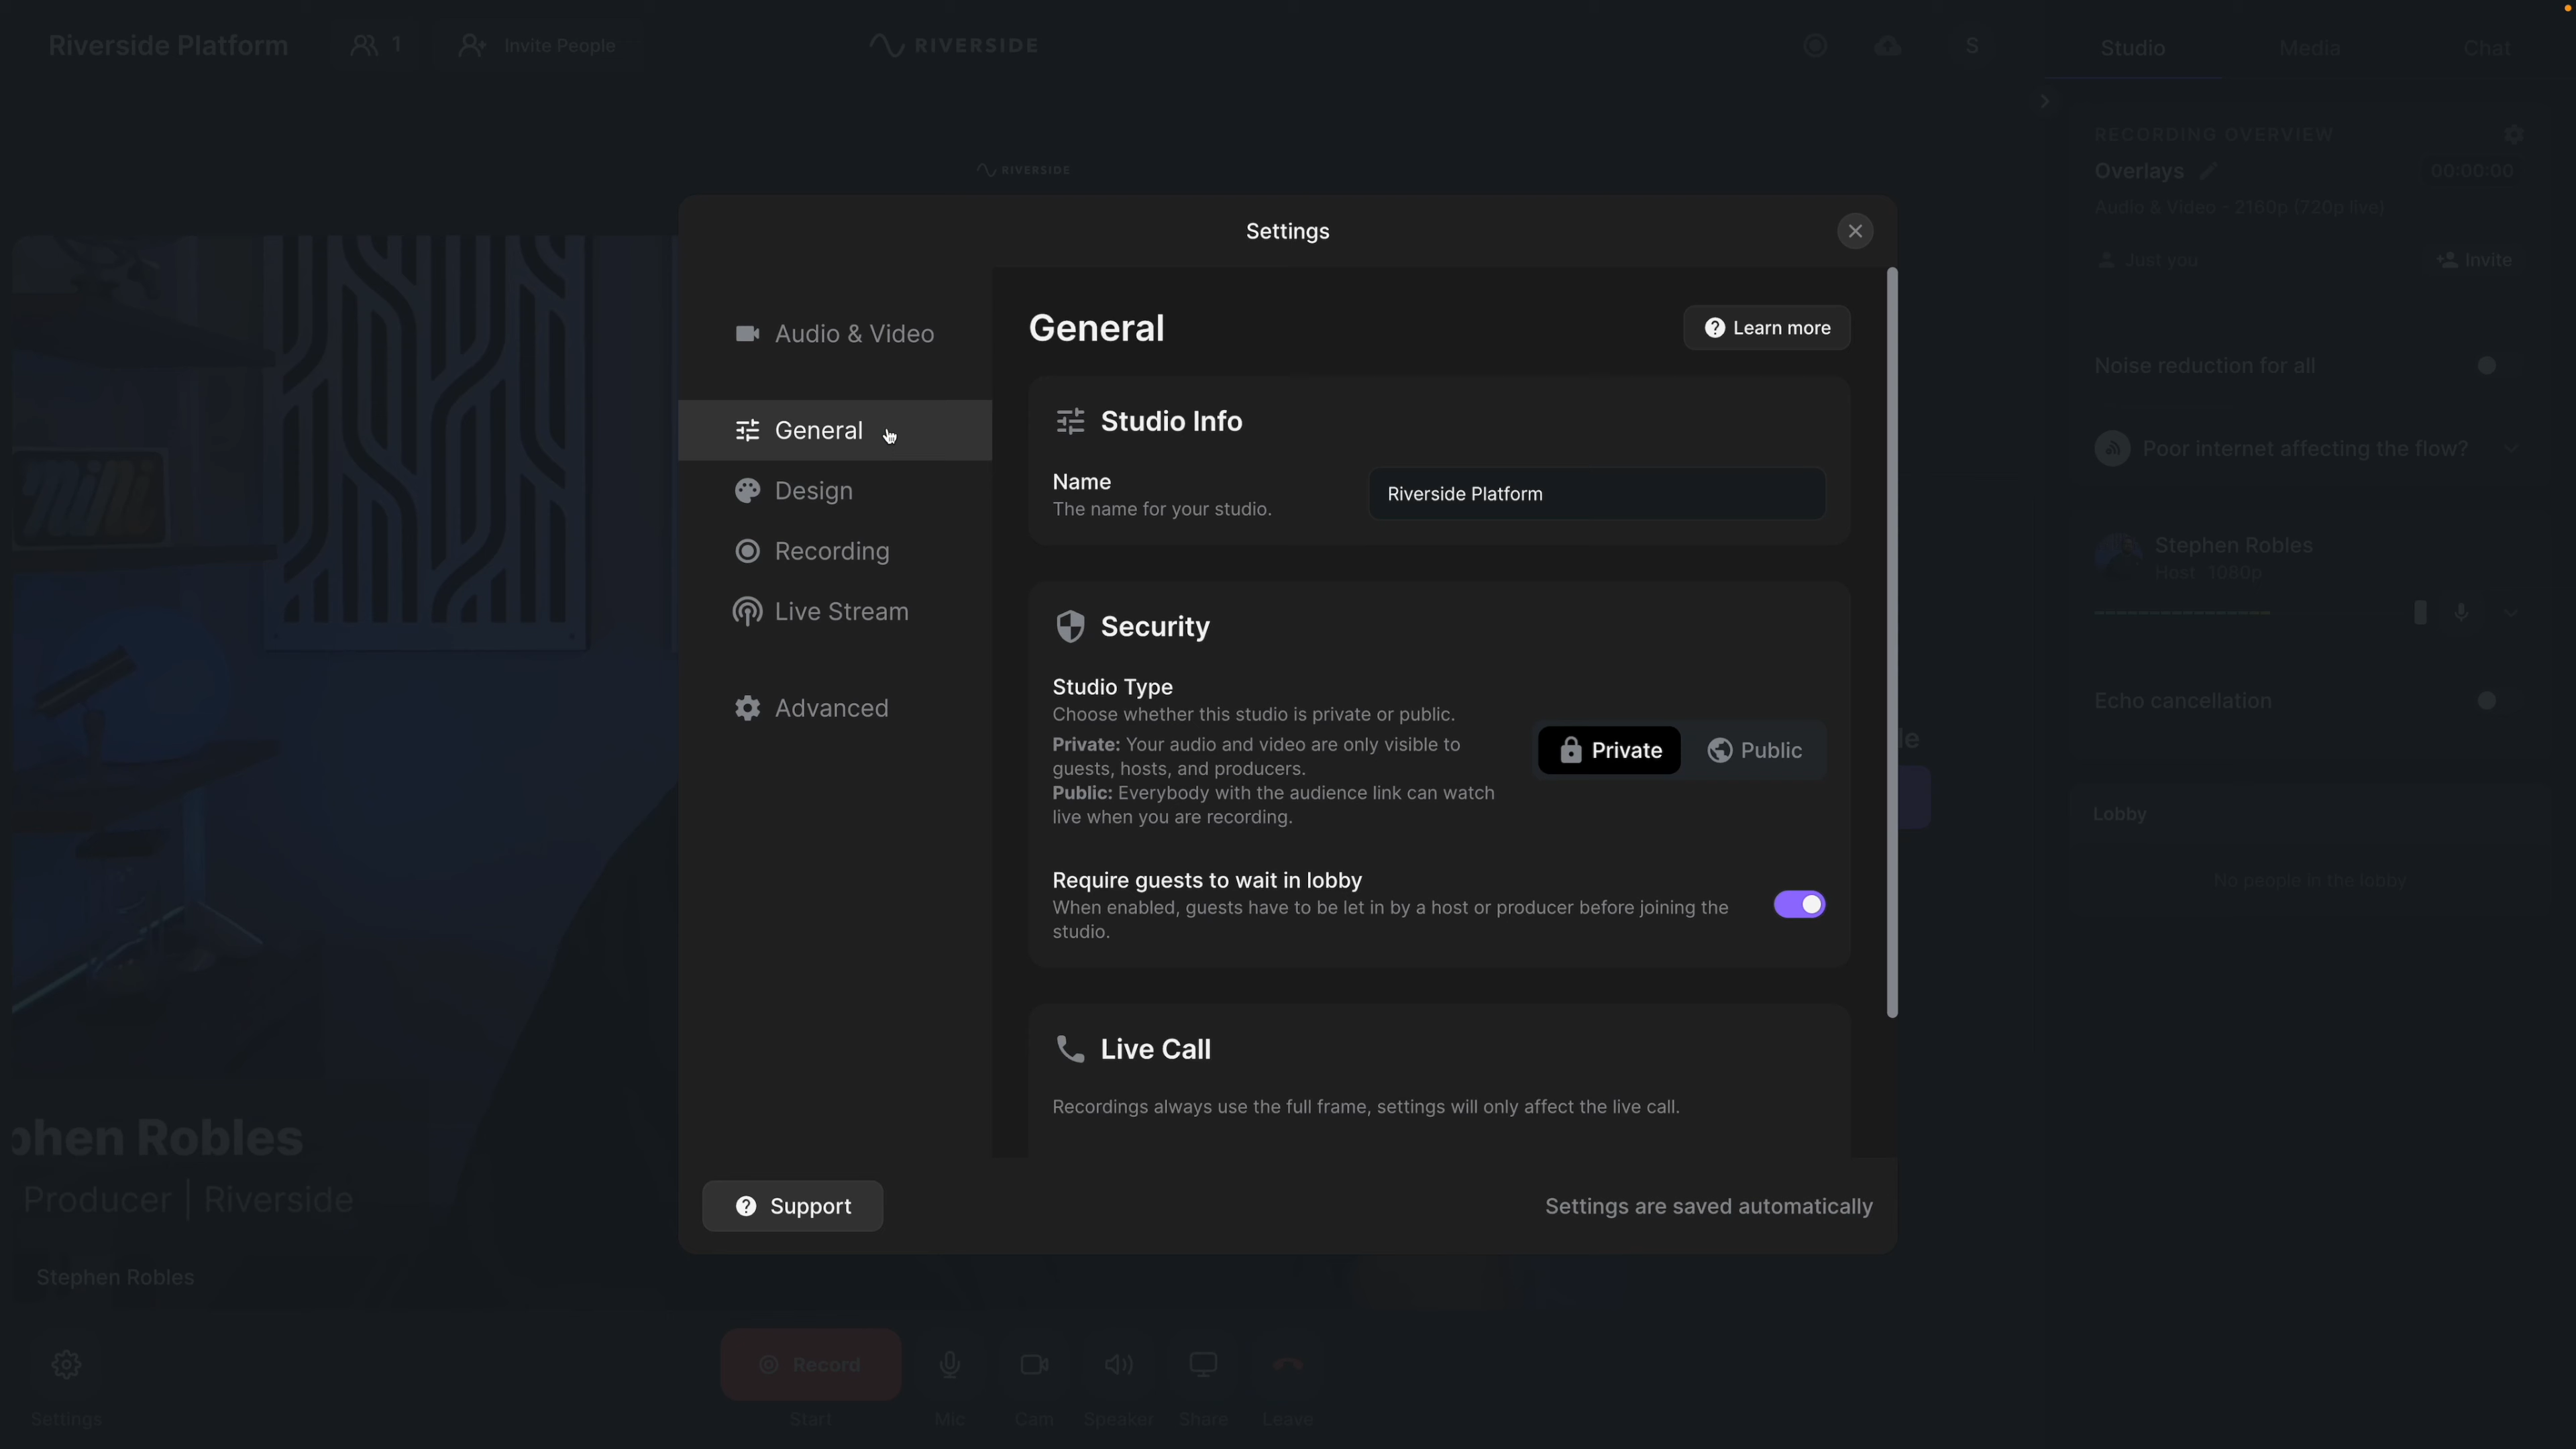 Riverside Platform
1
Invite People
RIVERSIDE
S
Studio
Media
Chat
RIVERSIDE
RECORDING OVERVIEW
Overlays
00:00:00
Audio & Video - 2160p (720p live)
Just you
Invite
Noise reduction for all
Poor internet affecting the flow?
Stephen Robles
Host · 1080p
Echo cancellation
Lobby
No people in the lobby
Settings
Audio & Video
General
Design
Recording
Live Stream
Advanced
General
Learn more
Studio Info
Name
The name for your studio.
Riverside Platform
Security
Studio Type
Choose whether this studio is private or public.
Private: Your audio and video are only visible to
guests, hosts, and producers.
Public: Everybody with the audience link can watch
live when you are recording.
Private
Public
Require guests to wait in lobby
When enabled, guests have to be let in by a host or producer before joining the
studio.
Live Call
Recordings always use the full frame, settings will only affect the live call.
Support
Settings are saved automatically
phen Robles
Producer | Riverside
Stephen Robles
Settings
Record
Start
Mic
Cam
Speaker
Share
Leave